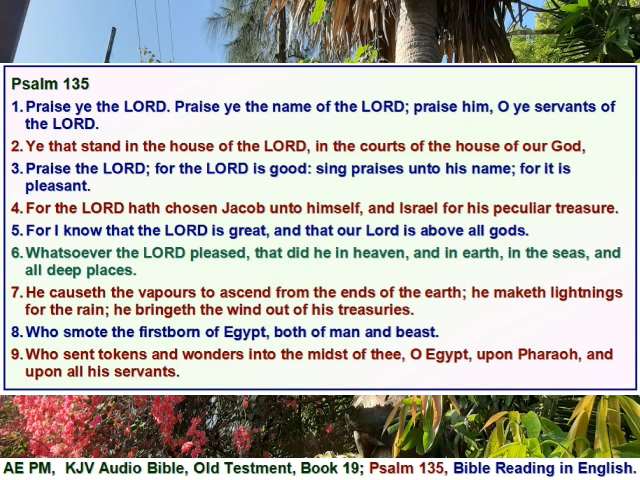 Psalm 135
1. Praise ye the LORD. Praise ye the name of the LORD; praise him, O ye servants of
the LORD.
2. Ye that stand in the house of the LORD, in the courts of the house of our God,
3. Praise the LORD; for the LORD is good: sing praises unto his name; for it is
pleasant.
4. For the LORD hath chosen Jacob unto himself, and Israel for his peculiar treasure.
5. For I know that the LORD is great, and that our Lord is above all gods.
6. Whatsoever the LORD pleased, that did he in heaven, and in earth, in the seas, and
all deep places.
7. He causeth the vapours to ascend from the ends of the earth; he maketh lightnings
for the rain; he bringeth the wind out of his treasuries.
8. Who smote the firstborn of Egypt, both of man and beast.
9. Who sent tokens and wonders into the midst of thee, O Egypt, upon Pharaoh, and
upon all his servants.
AE PM, KJV Audio Bible, Old Testment, Book 19; Psalm 135, Bible Reading in English.